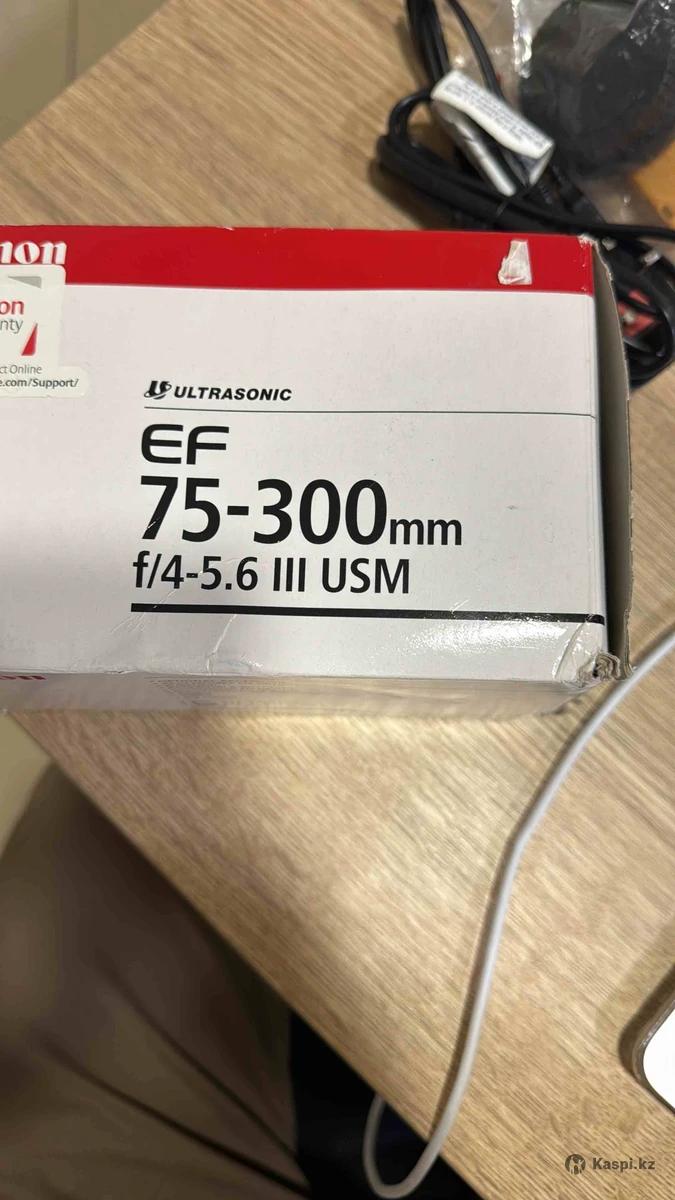 non
on
nty
ct Online
e.com/Support/
ULTRASONIC
EF
75-300mm
f/4-5.6 III USM
Kaspi.kz